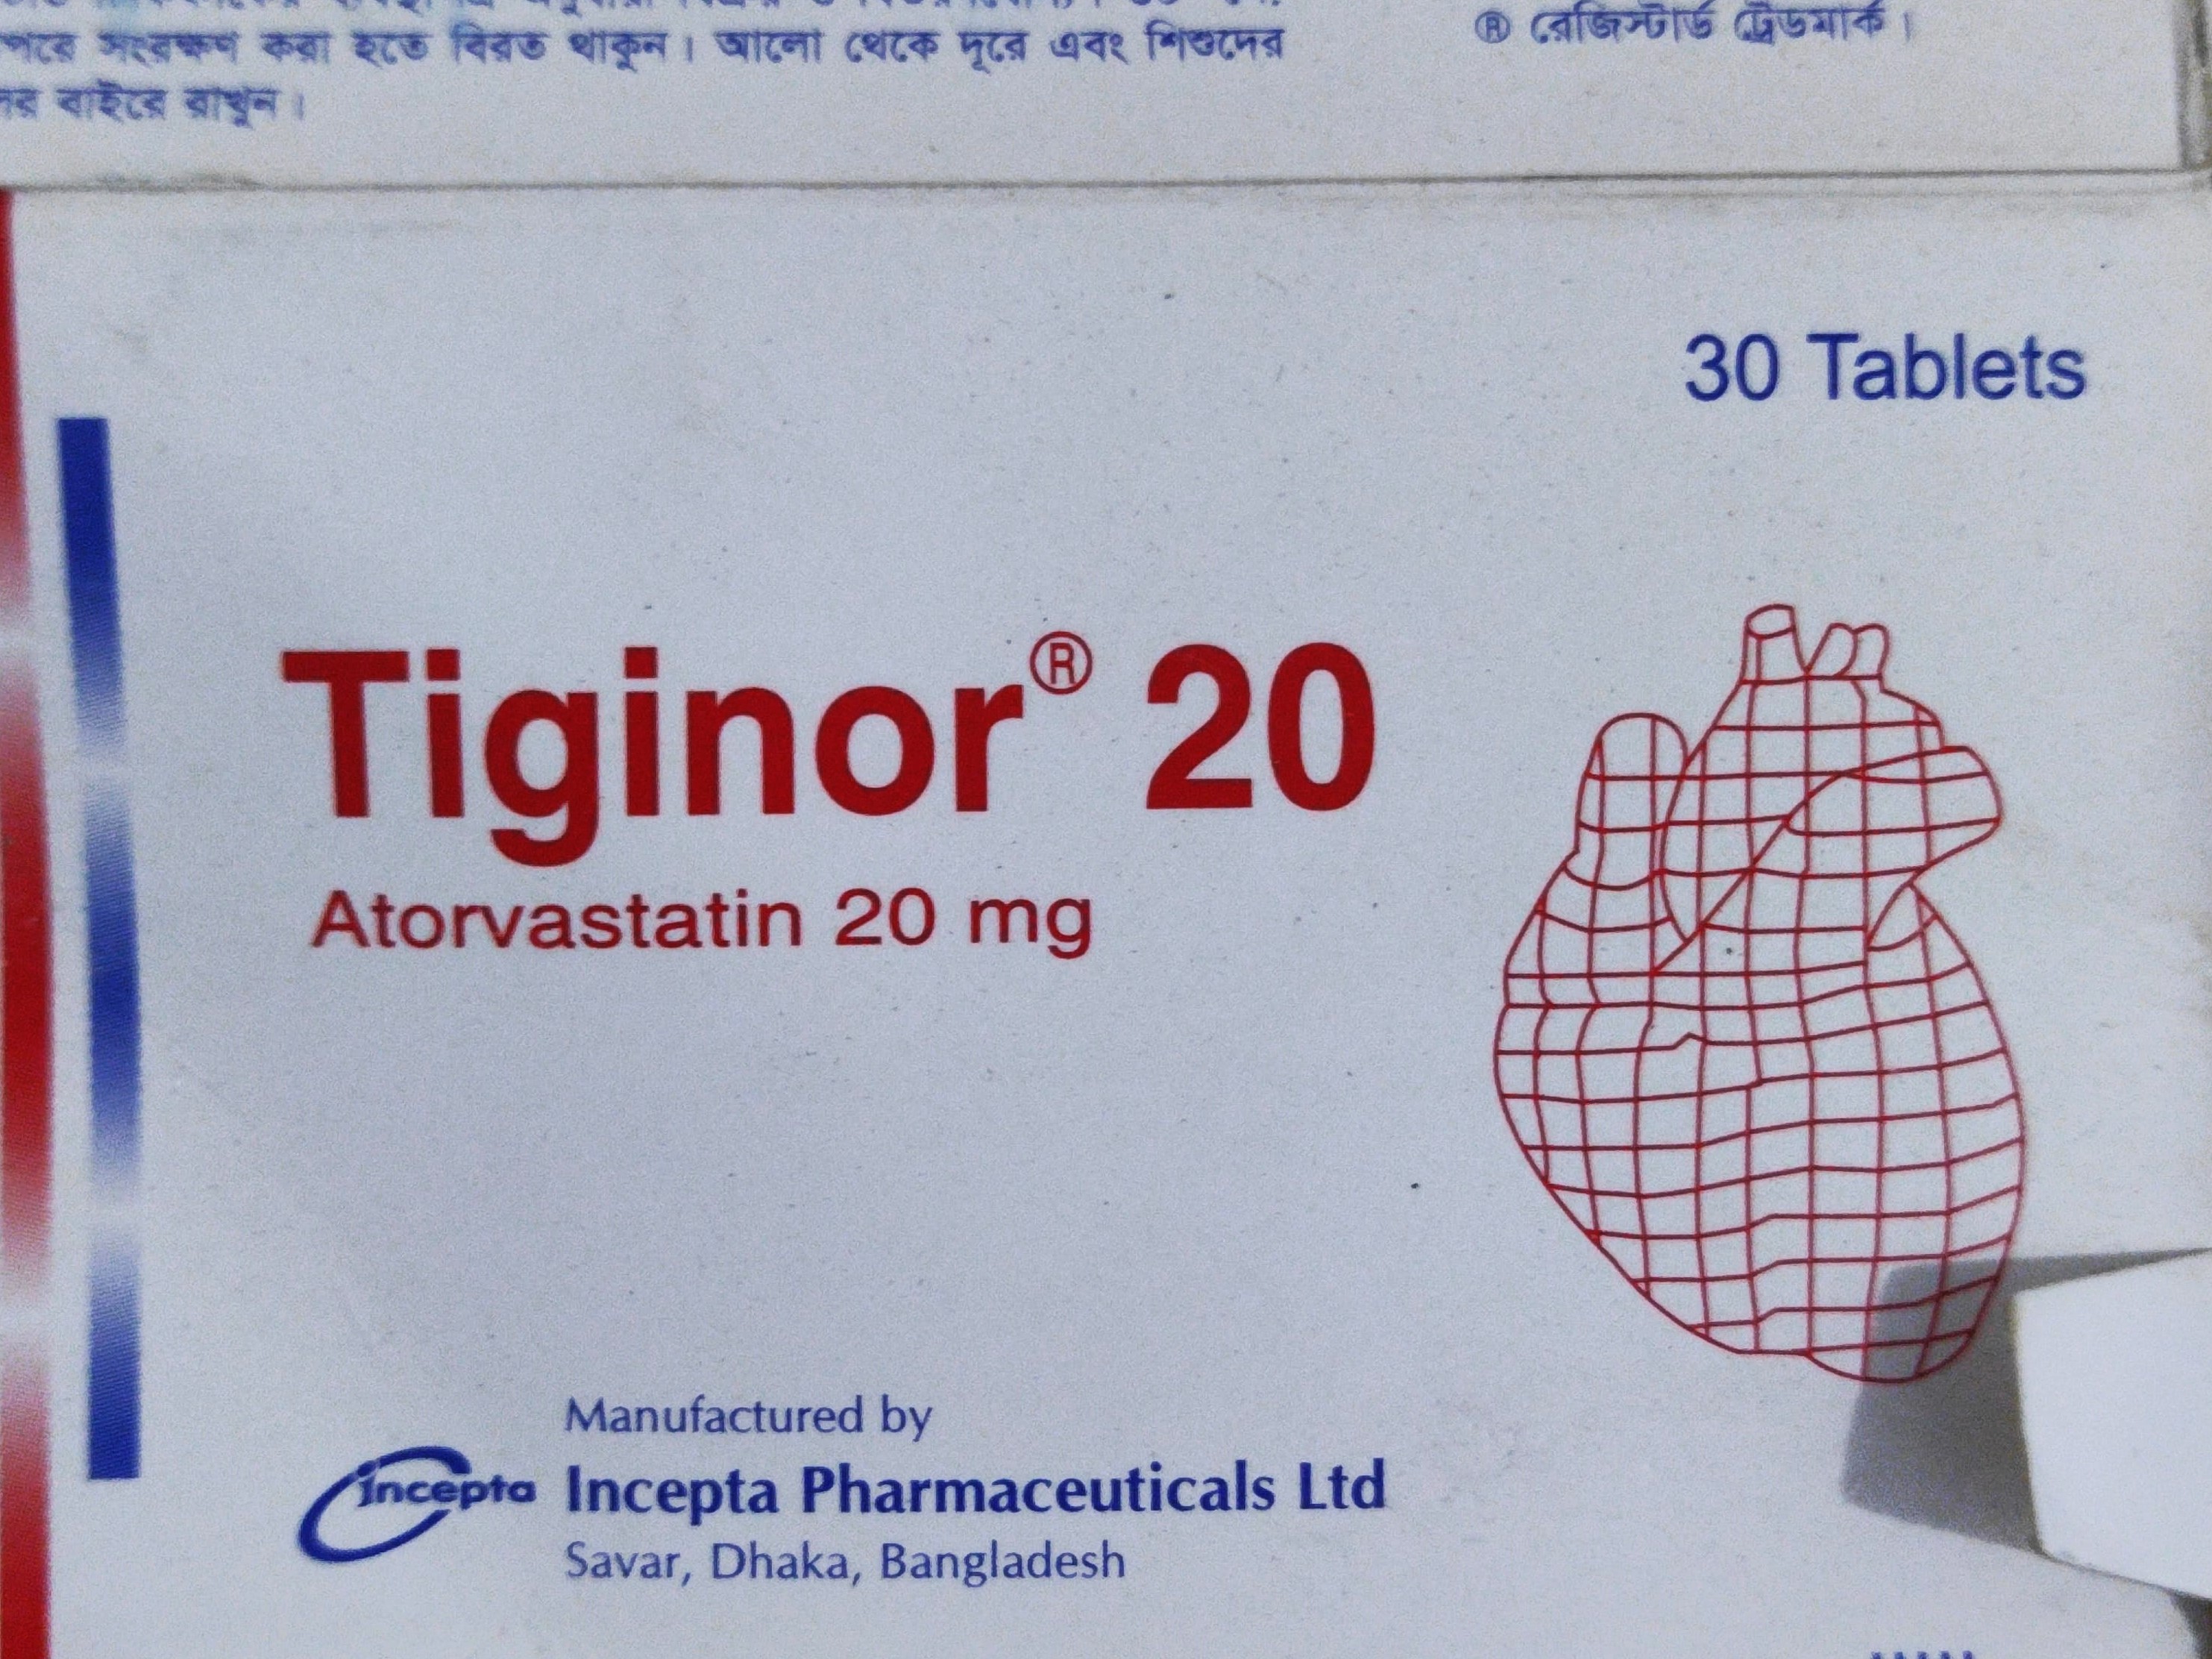 পরে সংরক্ষণ করা হতে বিরত থাকুন। আলো থেকে দূরে এবং শিশুদের
বাইরে রাখুন।
® রেজিস্টার্ড ট্রেডমার্ক।
30 Tablets
Tiginor® 20
Atorvastatin 20 mg
Manufactured by
incepta
Incepta Pharmaceuticals Ltd
Savar, Dhaka, Bangladesh